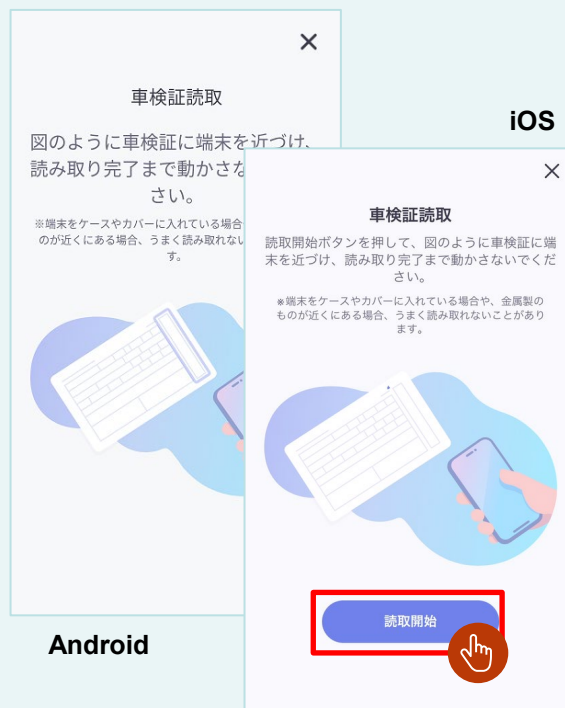 車検証読取
図のように車検証に端末を近づけ、
読み取り完了まで動かさな
さい。
※端末をケースやカバーに入れている場合
のが近くにある場合、うまく読み取れない
す。
Android
iOS
車検証読取
読取開始ボタンを押して、図のように車検証に端
末を近づけ、読み取り完了まで動かさないでくだ
さい。
※端末をケースやカバーに入れている場合や、金属製の
ものが近くにある場合、うまく読み取れないことがあり
ます。
読取開始